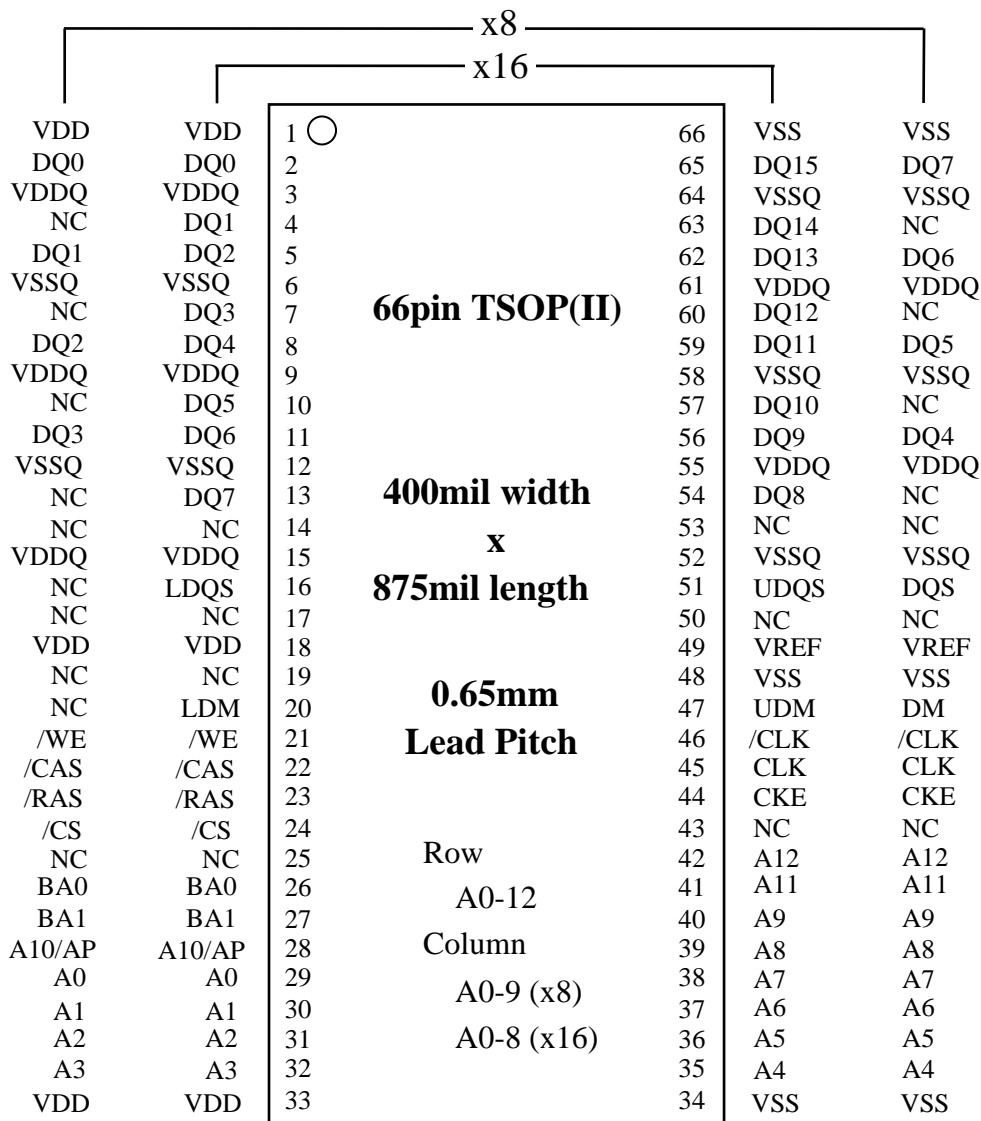 x8
x16
VDD VDD 1 66 VSS VSS
DQ0 DQ0 2 65 DQ15 DQ7
VDDQ VDDQ 3 64 VSSQ VSSQ
NC DQ1 4 63 DQ14 NC
DQ1 DQ2 5 62 DQ13 DQ6
VSSQ VSSQ 6 61 VDDQ VDDQ
NC DQ3 7 66pin TSOP(II) 60 DQ12 NC
DQ2 DQ4 8 59 DQ11 DQ5
VDDQ VDDQ 9 58 VSSQ VSSQ
NC DQ5 10 57 DQ10 NC
DQ3 DQ6 11 56 DQ9 DQ4
VSSQ VSSQ 12 55 VDDQ VDDQ
NC DQ7 13 400mil width 54 DQ8 NC
NC NC 14 x 53 NC NC
VDDQ VDDQ 15 52 VSSQ VSSQ
NC LDQS 16 875mil length 51 UDQS DQS
NC NC 17 50 NC NC
VDD VDD 18 49 VREF VREF
NC NC 19 0.65mm 48 VSS VSS
NC LDM 20 47 UDM DM
/WE /WE 21 Lead Pitch 46 /CLK /CLK
/CAS /CAS 22 45 CLK CLK
/RAS /RAS 23 44 CKE CKE
/CS /CS 24 43 NC NC
NC NC 25 Row 42 A12 A12
BA0 BA0 26 A0-12 41 A11 A11
BA1 BA1 27 40 A9 A9
A10/AP A10/AP 28 Column 39 A8 A8
A0 A0 29 A0-9 (x8) 38 A7 A7
A1 A1 30 37 A6 A6
A2 A2 31 A0-8 (x16) 36 A5 A5
A3 A3 32 35 A4 A4
VDD VDD 33 34 VSS VSS